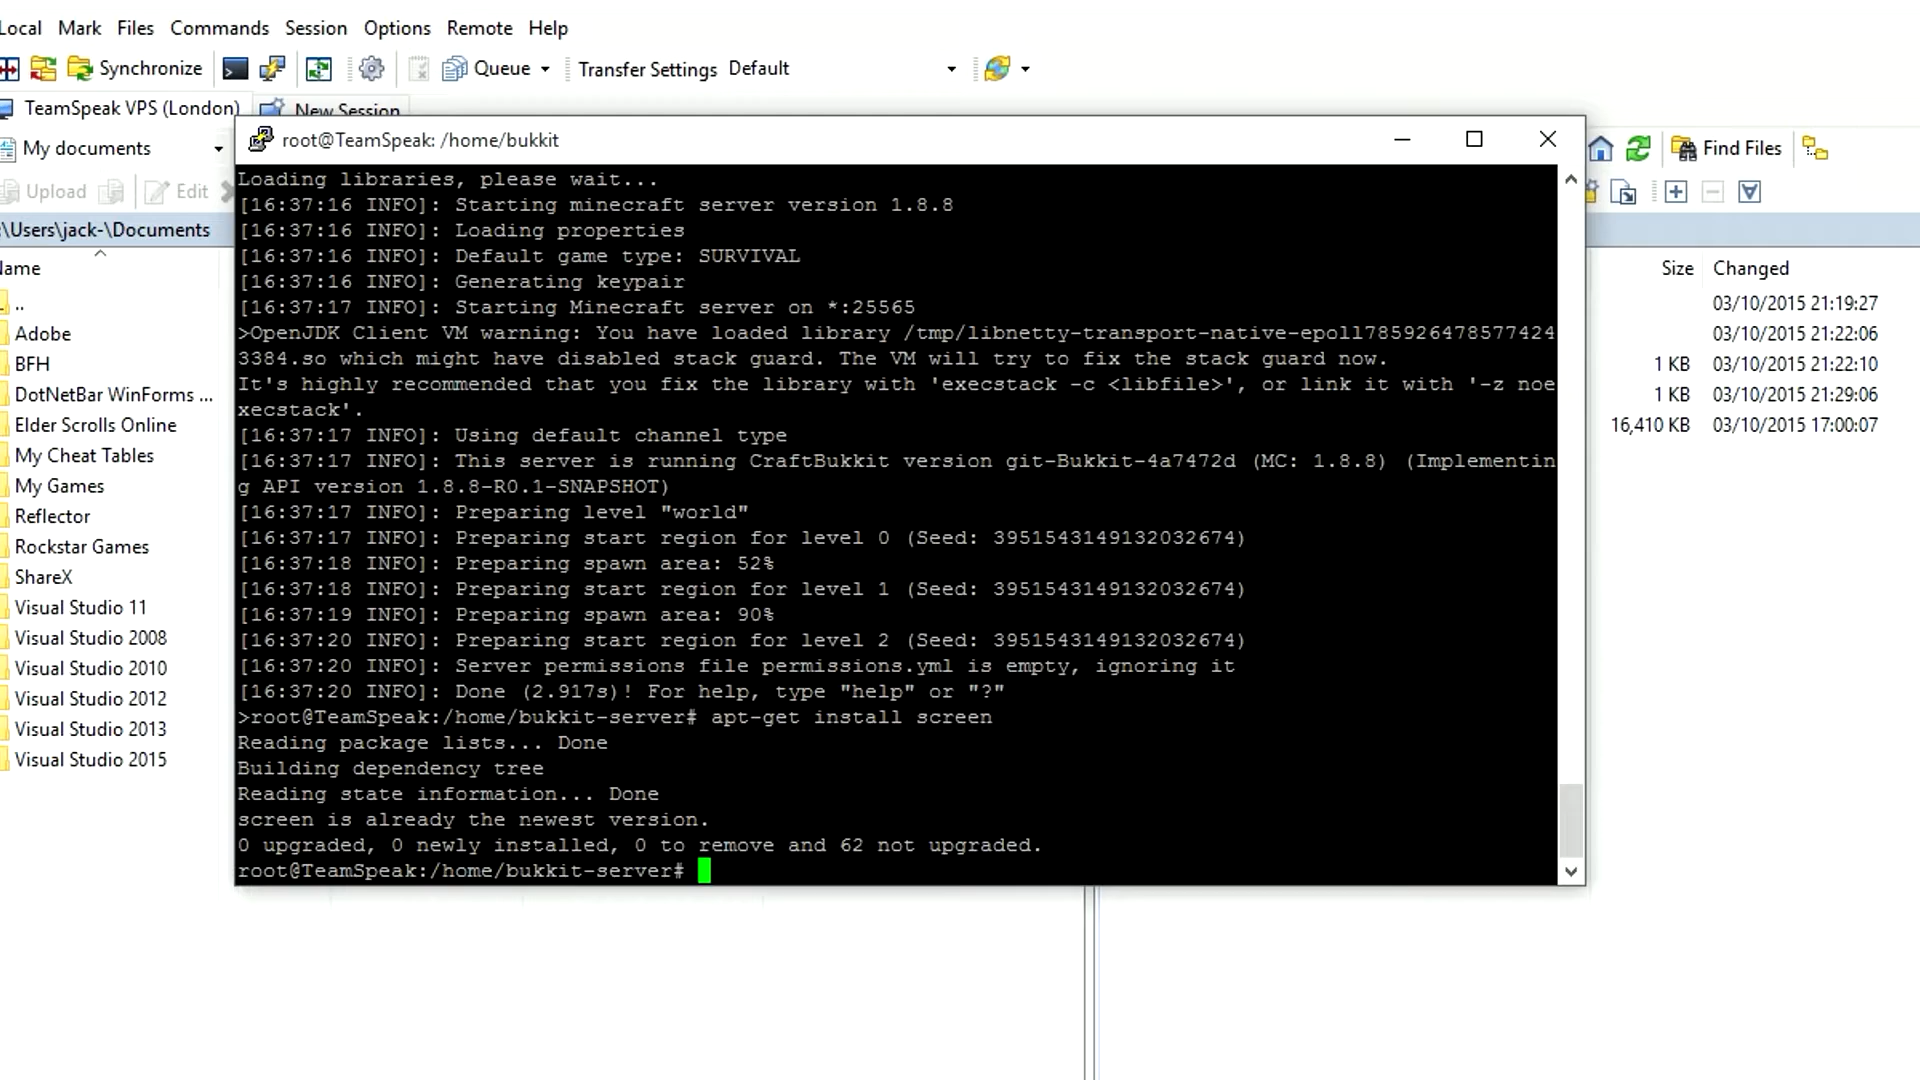 Local Mark Files Commands Session Options Remote Help
Synchronize Queue Transfer Settings Default
TeamSpeak VPS (London) New Session
My documents
Find Files
Upload Edit
:\Users\jack-\Documents
Name
Size Changed
..
03/10/2015 21:19:27
Adobe
03/10/2015 21:22:06
BFH
1 KB 03/10/2015 21:22:10
DotNetBar WinForms ...
1 KB 03/10/2015 21:29:06
Elder Scrolls Online
16,410 KB 03/10/2015 17:00:07
My Cheat Tables
My Games
Reflector
Rockstar Games
ShareX
Visual Studio 11
Visual Studio 2008
Visual Studio 2010
Visual Studio 2012
Visual Studio 2013
Visual Studio 2015
root@TeamSpeak: /home/bukkit
Loading libraries, please wait...
[16:37:16 INFO]: Starting minecraft server version 1.8.8
[16:37:16 INFO]: Loading properties
[16:37:16 INFO]: Default game type: SURVIVAL
[16:37:16 INFO]: Generating keypair
[16:37:17 INFO]: Starting Minecraft server on *:25565
>OpenJDK Client VM warning: You have loaded library /tmp/libnetty-transport-native-epoll785926478577424
3384.so which might have disabled stack guard. The VM will try to fix the stack guard now.
It's highly recommended that you fix the library with 'execstack -c <libfile>', or link it with '-z noe
xecstack'.
[16:37:17 INFO]: Using default channel type
[16:37:17 INFO]: This server is running CraftBukkit version git-Bukkit-4a7472d (MC: 1.8.8) (Implementin
g API version 1.8.8-R0.1-SNAPSHOT)
[16:37:17 INFO]: Preparing level "world"
[16:37:17 INFO]: Preparing start region for level 0 (Seed: 3951543149132032674)
[16:37:18 INFO]: Preparing spawn area: 52%
[16:37:18 INFO]: Preparing start region for level 1 (Seed: 3951543149132032674)
[16:37:19 INFO]: Preparing spawn area: 90%
[16:37:20 INFO]: Preparing start region for level 2 (Seed: 3951543149132032674)
[16:37:20 INFO]: Server permissions file permissions.yml is empty, ignoring it
[16:37:20 INFO]: Done (2.917s)! For help, type "help" or "?"
>root@TeamSpeak:/home/bukkit-server# apt-get install screen
Reading package lists... Done
Building dependency tree
Reading state information... Done
screen is already the newest version.
0 upgraded, 0 newly installed, 0 to remove and 62 not upgraded.
root@TeamSpeak:/home/bukkit-server#